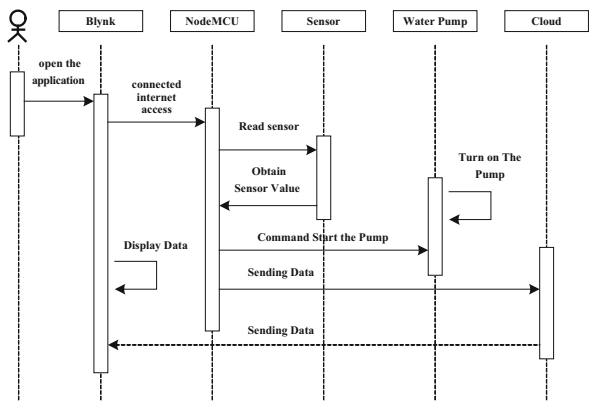 Blynk
NodeMCU
Sensor
Water Pump
Cloud
open the
application
connected
internet
access
Read sensor
Obtain
Sensor Value
Turn on The
Pump
Command Start the Pump
Display Data
Sending Data
Sending Data